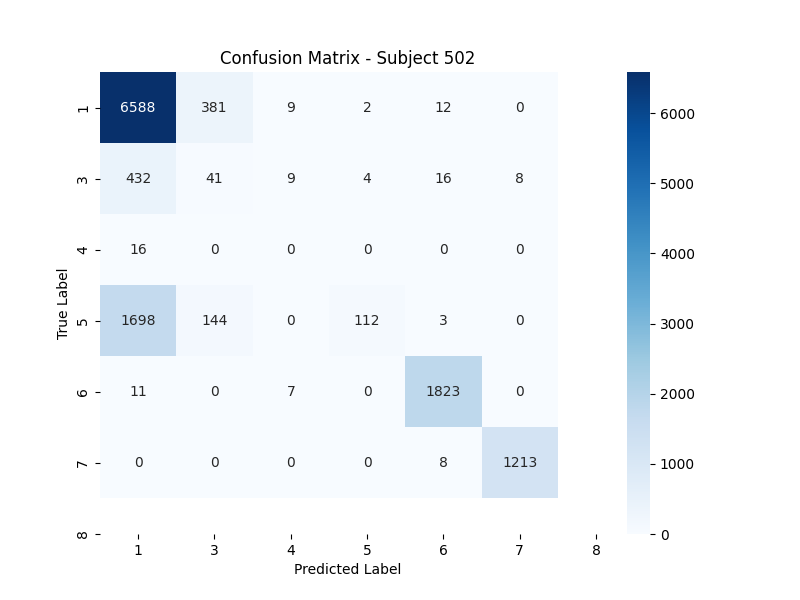 Confusion Matrix - Subject 502
1 6588 381 9 2 12 0
3 432 41 9 4 16 8
4 16 0 0 0 0 0
5 1698 144 0 112 3 0
6 11 0 7 0 1823 0
7 0 0 0 0 8 1213
8
1 3 4 5 6 7 8
True Label
Predicted Label
6000
5000
4000
3000
2000
1000
0